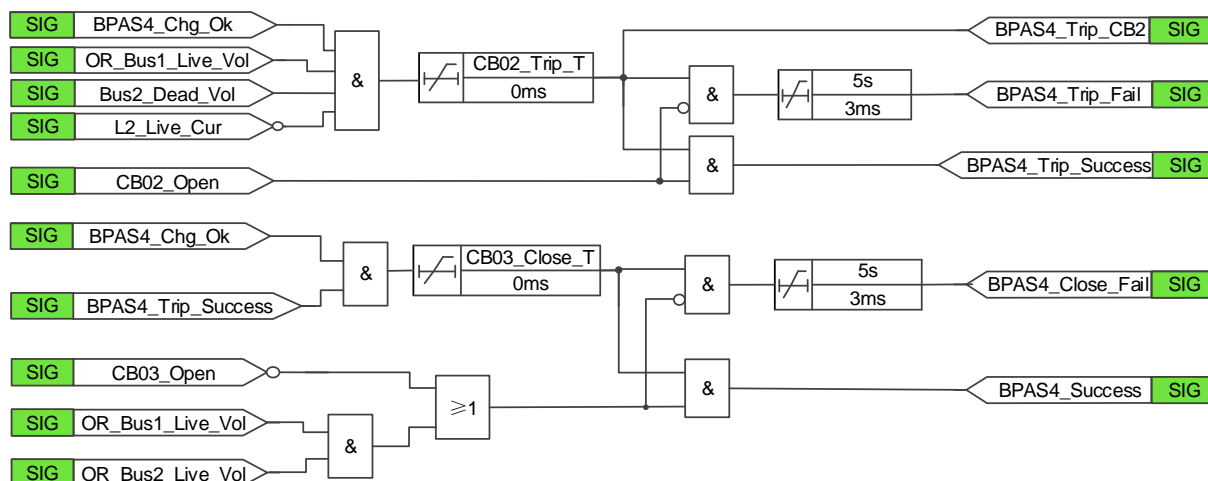 SIG BPAS4_Chg_Ok
BPAS4_Trip_CB2 SIG
SIG OR_Bus1_Live_Vol
& CB02_Trip_T
0ms
SIG Bus2_Dead_Vol
& 5s
3ms
BPAS4_Trip_Fail SIG
SIG L2_Live_Cur
&
BPAS4_Trip_Success SIG
SIG CB02_Open
SIG BPAS4_Chg_Ok
& CB03_Close_T
0ms
& 5s
3ms
BPAS4_Close_Fail SIG
SIG BPAS4_Trip_Success
SIG CB03_Open
&
BPAS4_Success SIG
≥1
SIG OR_Bus1_Live_Vol
&
SIG OR_Bus2_Live_Vol